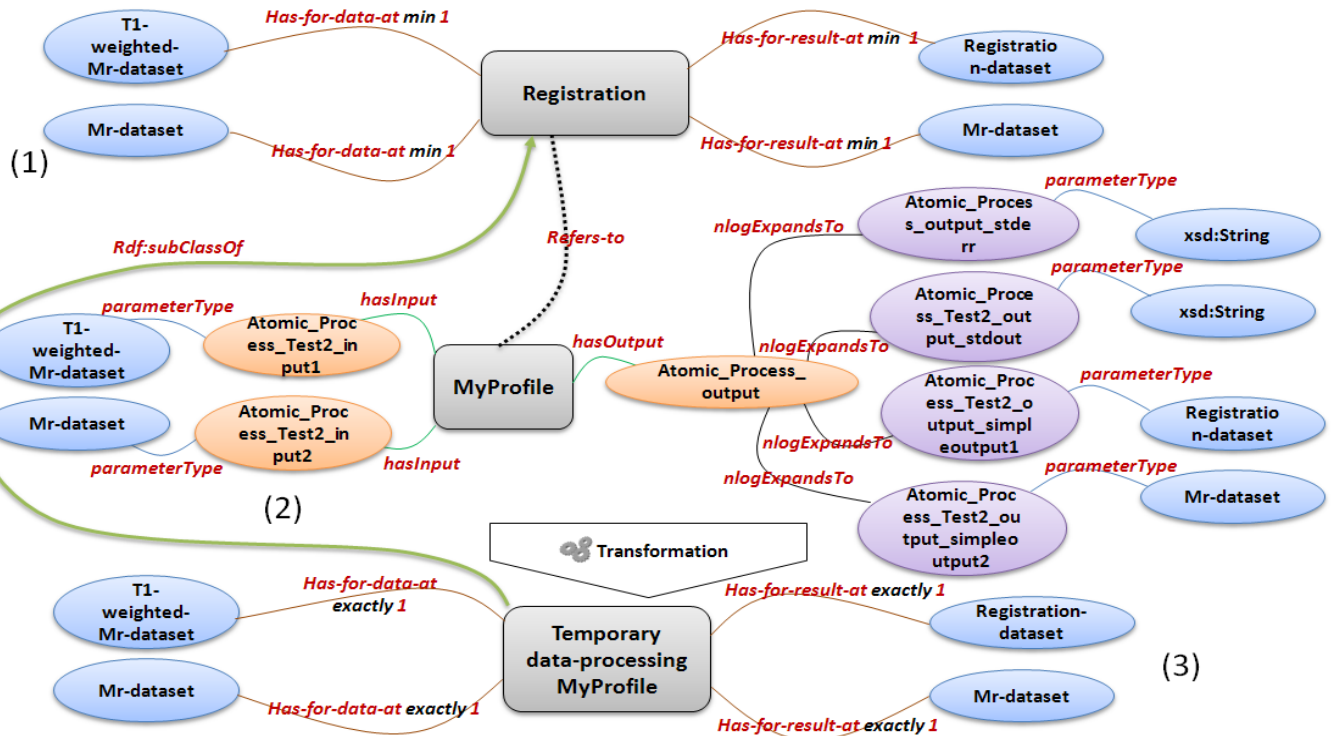 T1-
weighted-
Mr-dataset
Has-for-data-at min 1
Mr-dataset
Has-for-data-at min 1
(1)
Registration
Has-for-result-at min 1
Registratio
n-dataset
Has-for-result-at min 1
Mr-dataset
Rdf:subClassOf
Refers-to
parameterType
T1-
weighted-
Mr-dataset
Atomic_Proc
ess_Test2_in
put1
hasInput
Mr-dataset
parameterType
Atomic_Proc
ess_Test2_in
put2
hasInput
(2)
MyProfile
hasOutput
Atomic_Process_
output
nlogExpandsTo
Atomic_Proces
s_output_stde
rr
parameterType
xsd:String
nlogExpandsTo
Atomic_Proce
ss_Test2_out
put_stdout
parameterType
xsd:String
nlogExpandsTo
Atomic_Proc
ess_Test2_o
utput_simpl
eoutput1
parameterType
Registratio
n-dataset
nlogExpandsTo
Atomic_Proc
ess_Test2_ou
tput_simpleo
utput2
parameterType
Mr-dataset
Transformation
T1-
weighted-
Mr-dataset
Has-for-data-at
exactly 1
Mr-dataset
Has-for-data-at exactly 1
Temporary
data-processing
MyProfile
Has-for-result-at exactly 1
Registration-
dataset
Has-for-result-at exactly 1
Mr-dataset
(3)